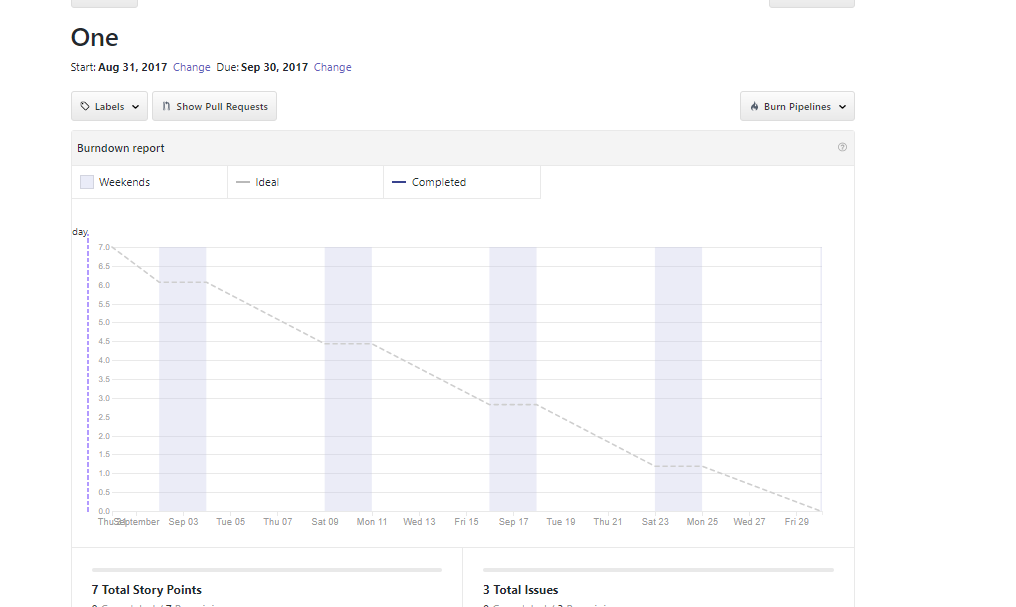 One
Start: Aug 31, 2017 Change Due: Sep 30, 2017 Change
Labels Show Pull Requests Burn Pipelines
Burndown report
Weekends Ideal Completed
day,
7.0
6.5
6.0
5.5
5.0
4.5
4.0
3.5
3.0
2.5
2.0
1.5
1.0
0.5
0.0
September Sep 03 Tue 05 Thu 07 Sat 09 Mon 11 Wed 13 Fri 15 Sep 17 Tue 19 Thu 21 Sat 23 Mon 25 Wed 27 Fri 29
7 Total Story Points 3 Total Issues